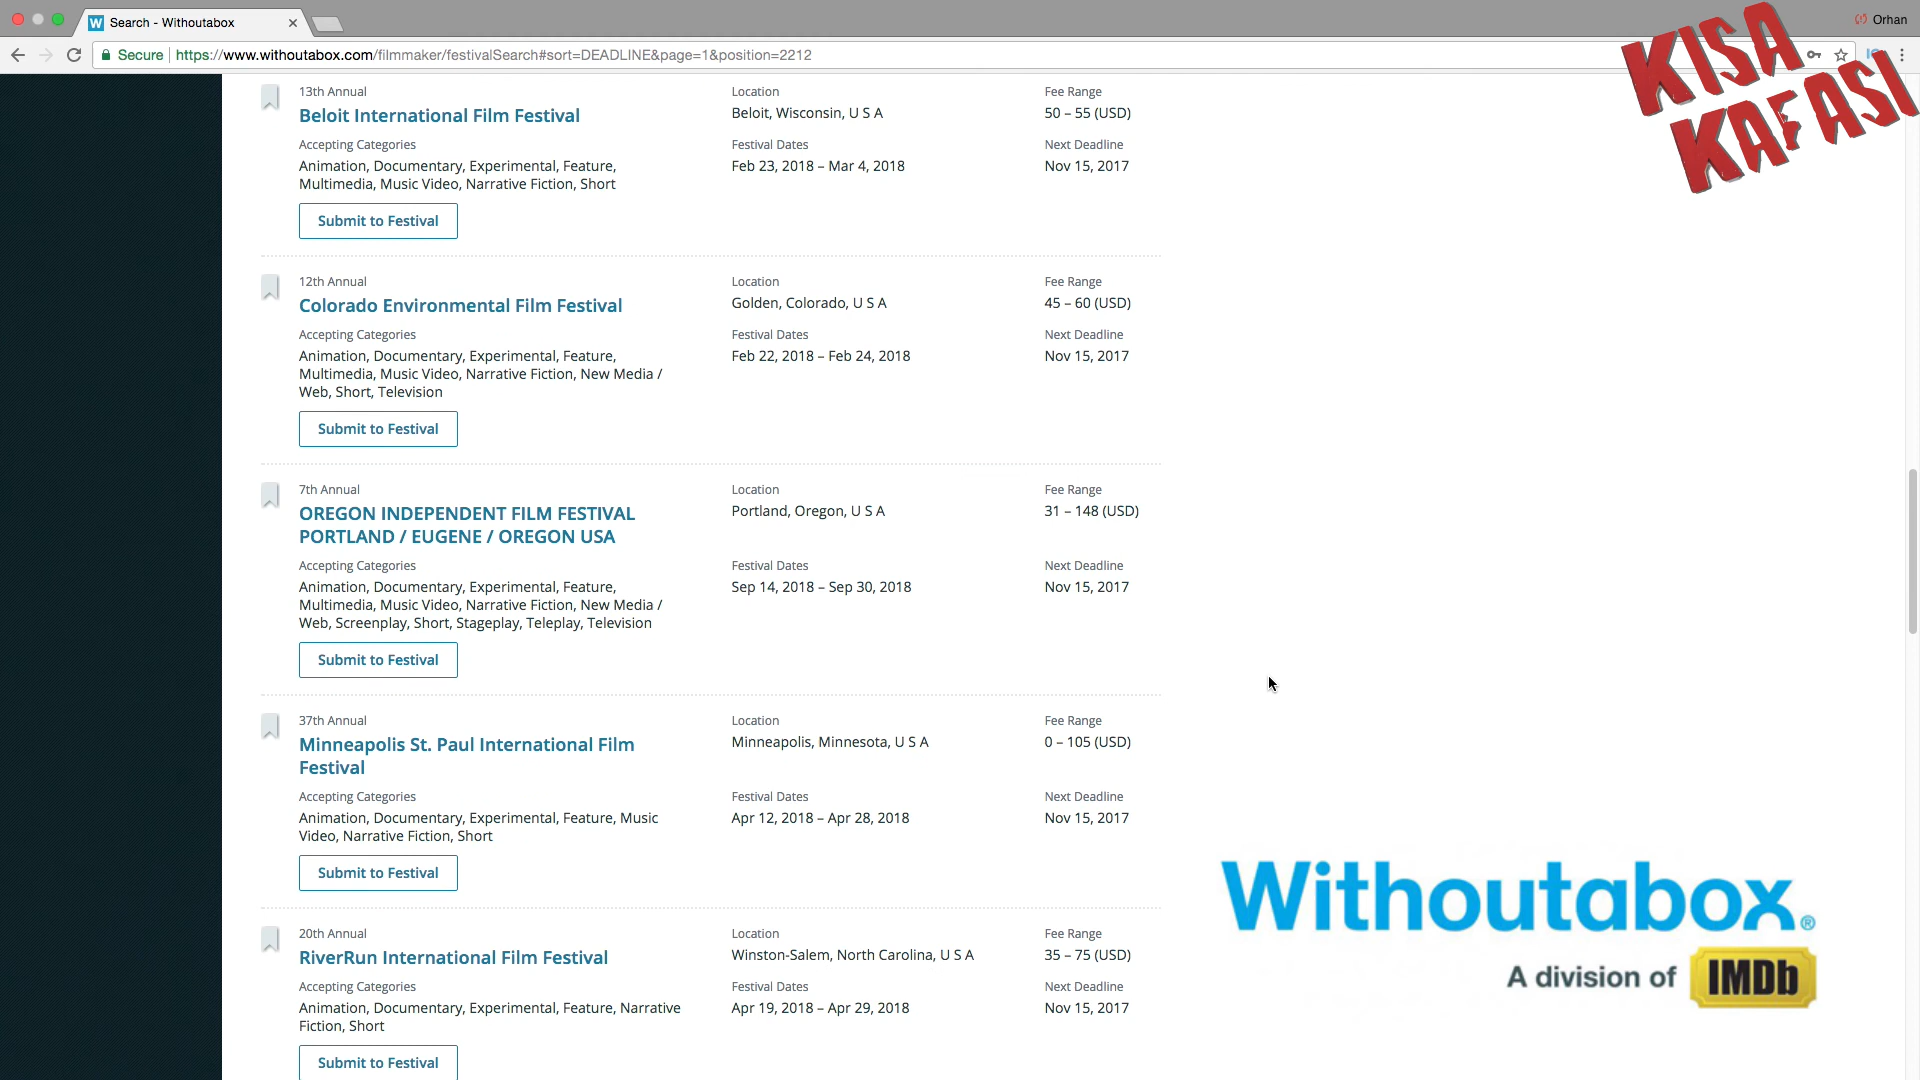 Search - Withoutabox
Orhan
Secure
https://www.withoutabox.com/filmmaker/festivalSearch#sort=DEADLINE&page=1&position=2212
KISA
KAFASI
13th Annual
Beloit International Film Festival
Accepting Categories
Animation, Documentary, Experimental, Feature,
Multimedia, Music Video, Narrative Fiction, Short
Submit to Festival
Location
Beloit, Wisconsin, U S A
Festival Dates
Feb 23, 2018 – Mar 4, 2018
Fee Range
50 – 55 (USD)
Next Deadline
Nov 15, 2017
12th Annual
Colorado Environmental Film Festival
Accepting Categories
Animation, Documentary, Experimental, Feature,
Multimedia, Music Video, Narrative Fiction, New Media /
Web, Short, Television
Submit to Festival
Location
Golden, Colorado, U S A
Festival Dates
Feb 22, 2018 – Feb 24, 2018
Fee Range
45 – 60 (USD)
Next Deadline
Nov 15, 2017
7th Annual
OREGON INDEPENDENT FILM FESTIVAL
PORTLAND / EUGENE / OREGON USA
Accepting Categories
Animation, Documentary, Experimental, Feature,
Multimedia, Music Video, Narrative Fiction, New Media /
Web, Screenplay, Short, Stageplay, Teleplay, Television
Submit to Festival
Location
Portland, Oregon, U S A
Festival Dates
Sep 14, 2018 – Sep 30, 2018
Fee Range
31 – 148 (USD)
Next Deadline
Nov 15, 2017
37th Annual
Minneapolis St. Paul International Film
Festival
Accepting Categories
Animation, Documentary, Experimental, Feature, Music
Video, Narrative Fiction, Short
Submit to Festival
Location
Minneapolis, Minnesota, U S A
Festival Dates
Apr 12, 2018 – Apr 28, 2018
Fee Range
0 – 105 (USD)
Next Deadline
Nov 15, 2017
20th Annual
RiverRun International Film Festival
Accepting Categories
Animation, Documentary, Experimental, Feature, Narrative
Fiction, Short
Submit to Festival
Location
Winston-Salem, North Carolina, U S A
Festival Dates
Apr 19, 2018 – Apr 29, 2018
Fee Range
35 – 75 (USD)
Next Deadline
Nov 15, 2017
Withoutabox®
A division of IMDb